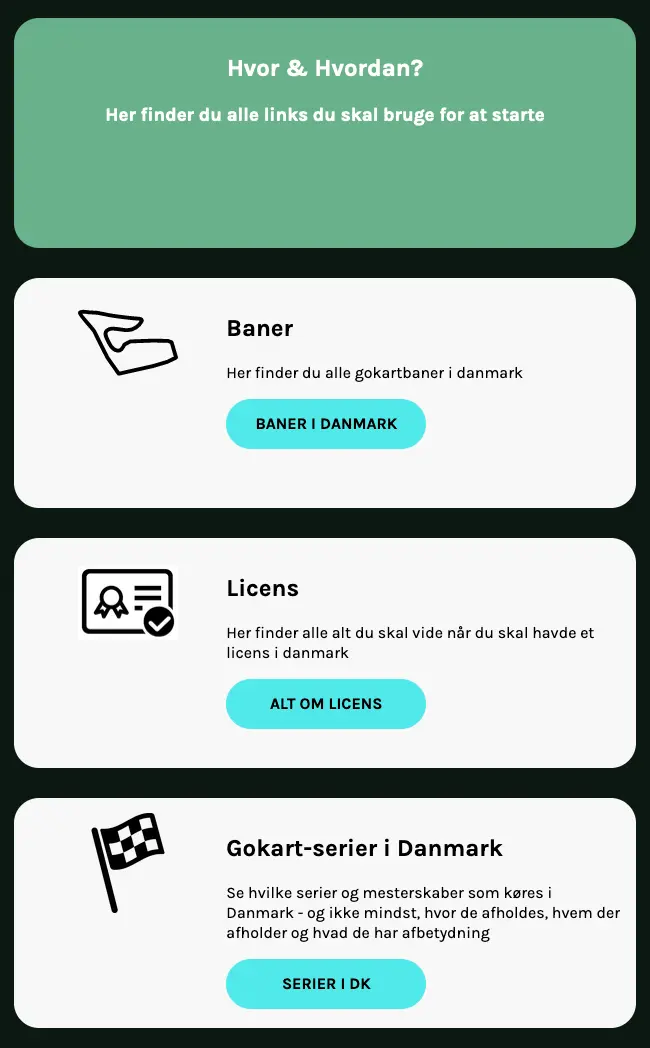 Hvor & Hvordan?
Her finder du alle links du skal bruge for at starte
Baner
Her finder du alle gokartbaner i danmark
BANER I DANMARK
Licens
Her finder alle alt du skal vide når du skal havde et
licens i danmark
ALT OM LICENS
Gokart-serier i Danmark
Se hvilke serier og mesterskaber som køres i
Danmark - og ikke mindst, hvor de afholdes, hvem der
afholder og hvad de har afbetydning
SERIER I DK